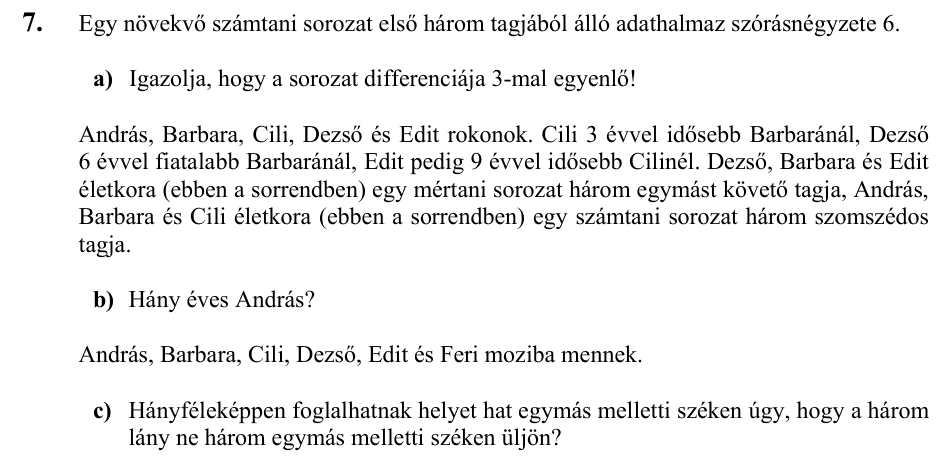 7. Egy növekvő számtani sorozat első három tagjából álló adathalmaz szórásnégyzete 6.
a) Igazolja, hogy a sorozat differenciája 3-mal egyenlő!
András, Barbara, Cili, Dezső és Edit rokonok. Cili 3 évvel idősebb Barbaránál, Dezső
6 évvel fiatalabb Barbaránál, Edit pedig 9 évvel idősebb Cilinél. Dezső, Barbara és Edit
életkora (ebben a sorrendben) egy mértani sorozat három egymást követő tagja, András,
Barbara és Cili életkora (ebben a sorrendben) egy számtani sorozat három szomszédos
tagja.
b) Hány éves András?
András, Barbara, Cili, Dezső, Edit és Feri moziba mennek.
c) Hányféleképpen foglalhatnak helyet hat egymás melletti széken úgy, hogy a három
lány ne három egymás melletti széken üljön?